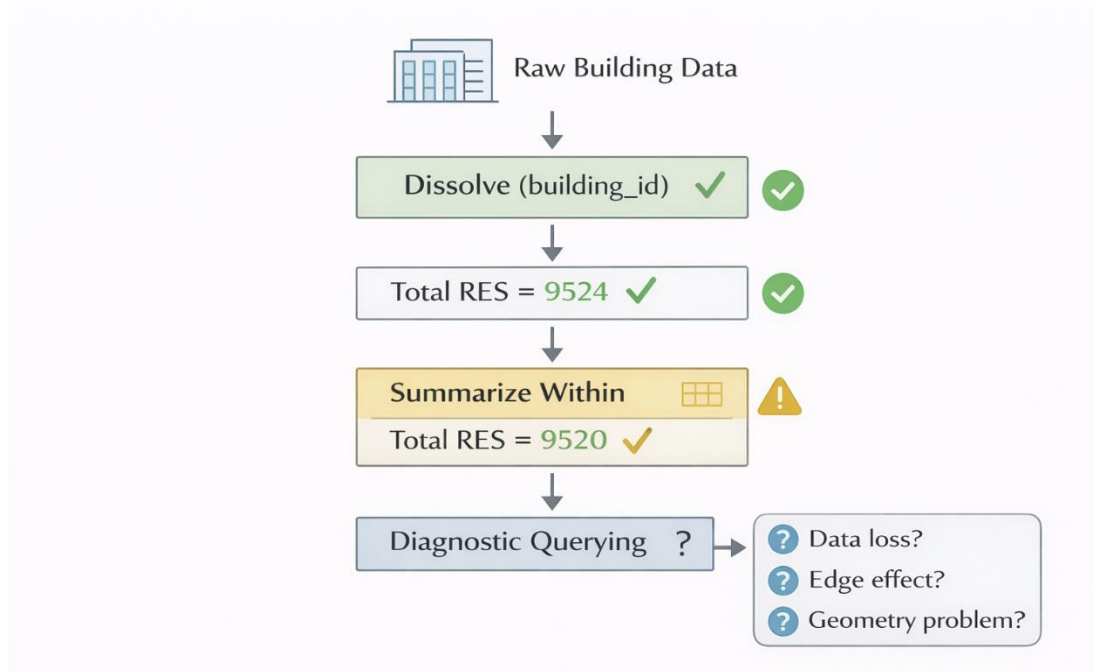 Raw Building Data
Dissolve (building_id) ✓
Total RES = 9524 ✓
Summarize Within
Total RES = 9520 ✓
Diagnostic Querying ?
Data loss?
Edge effect?
Geometry problem?